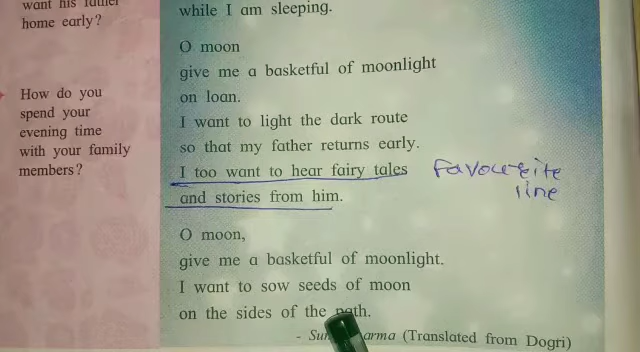 want his father
home early?
How do you
spend your
evening time
with your family
members?
while I am sleeping.
O moon
give me a basketful of moonlight
on loan.
I want to light the dark route
so that my father returns early.
I too want to hear fairy tales
and stories from him.
favourite
line
O moon,
give me a basketful of moonlight.
I want to sow seeds of moon
on the sides of the path.
- (Translated from Dogri)